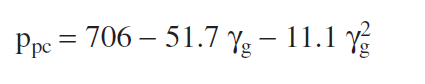 p_pc = 706 – 51.7 γ_g – 11.1 γ_g^2